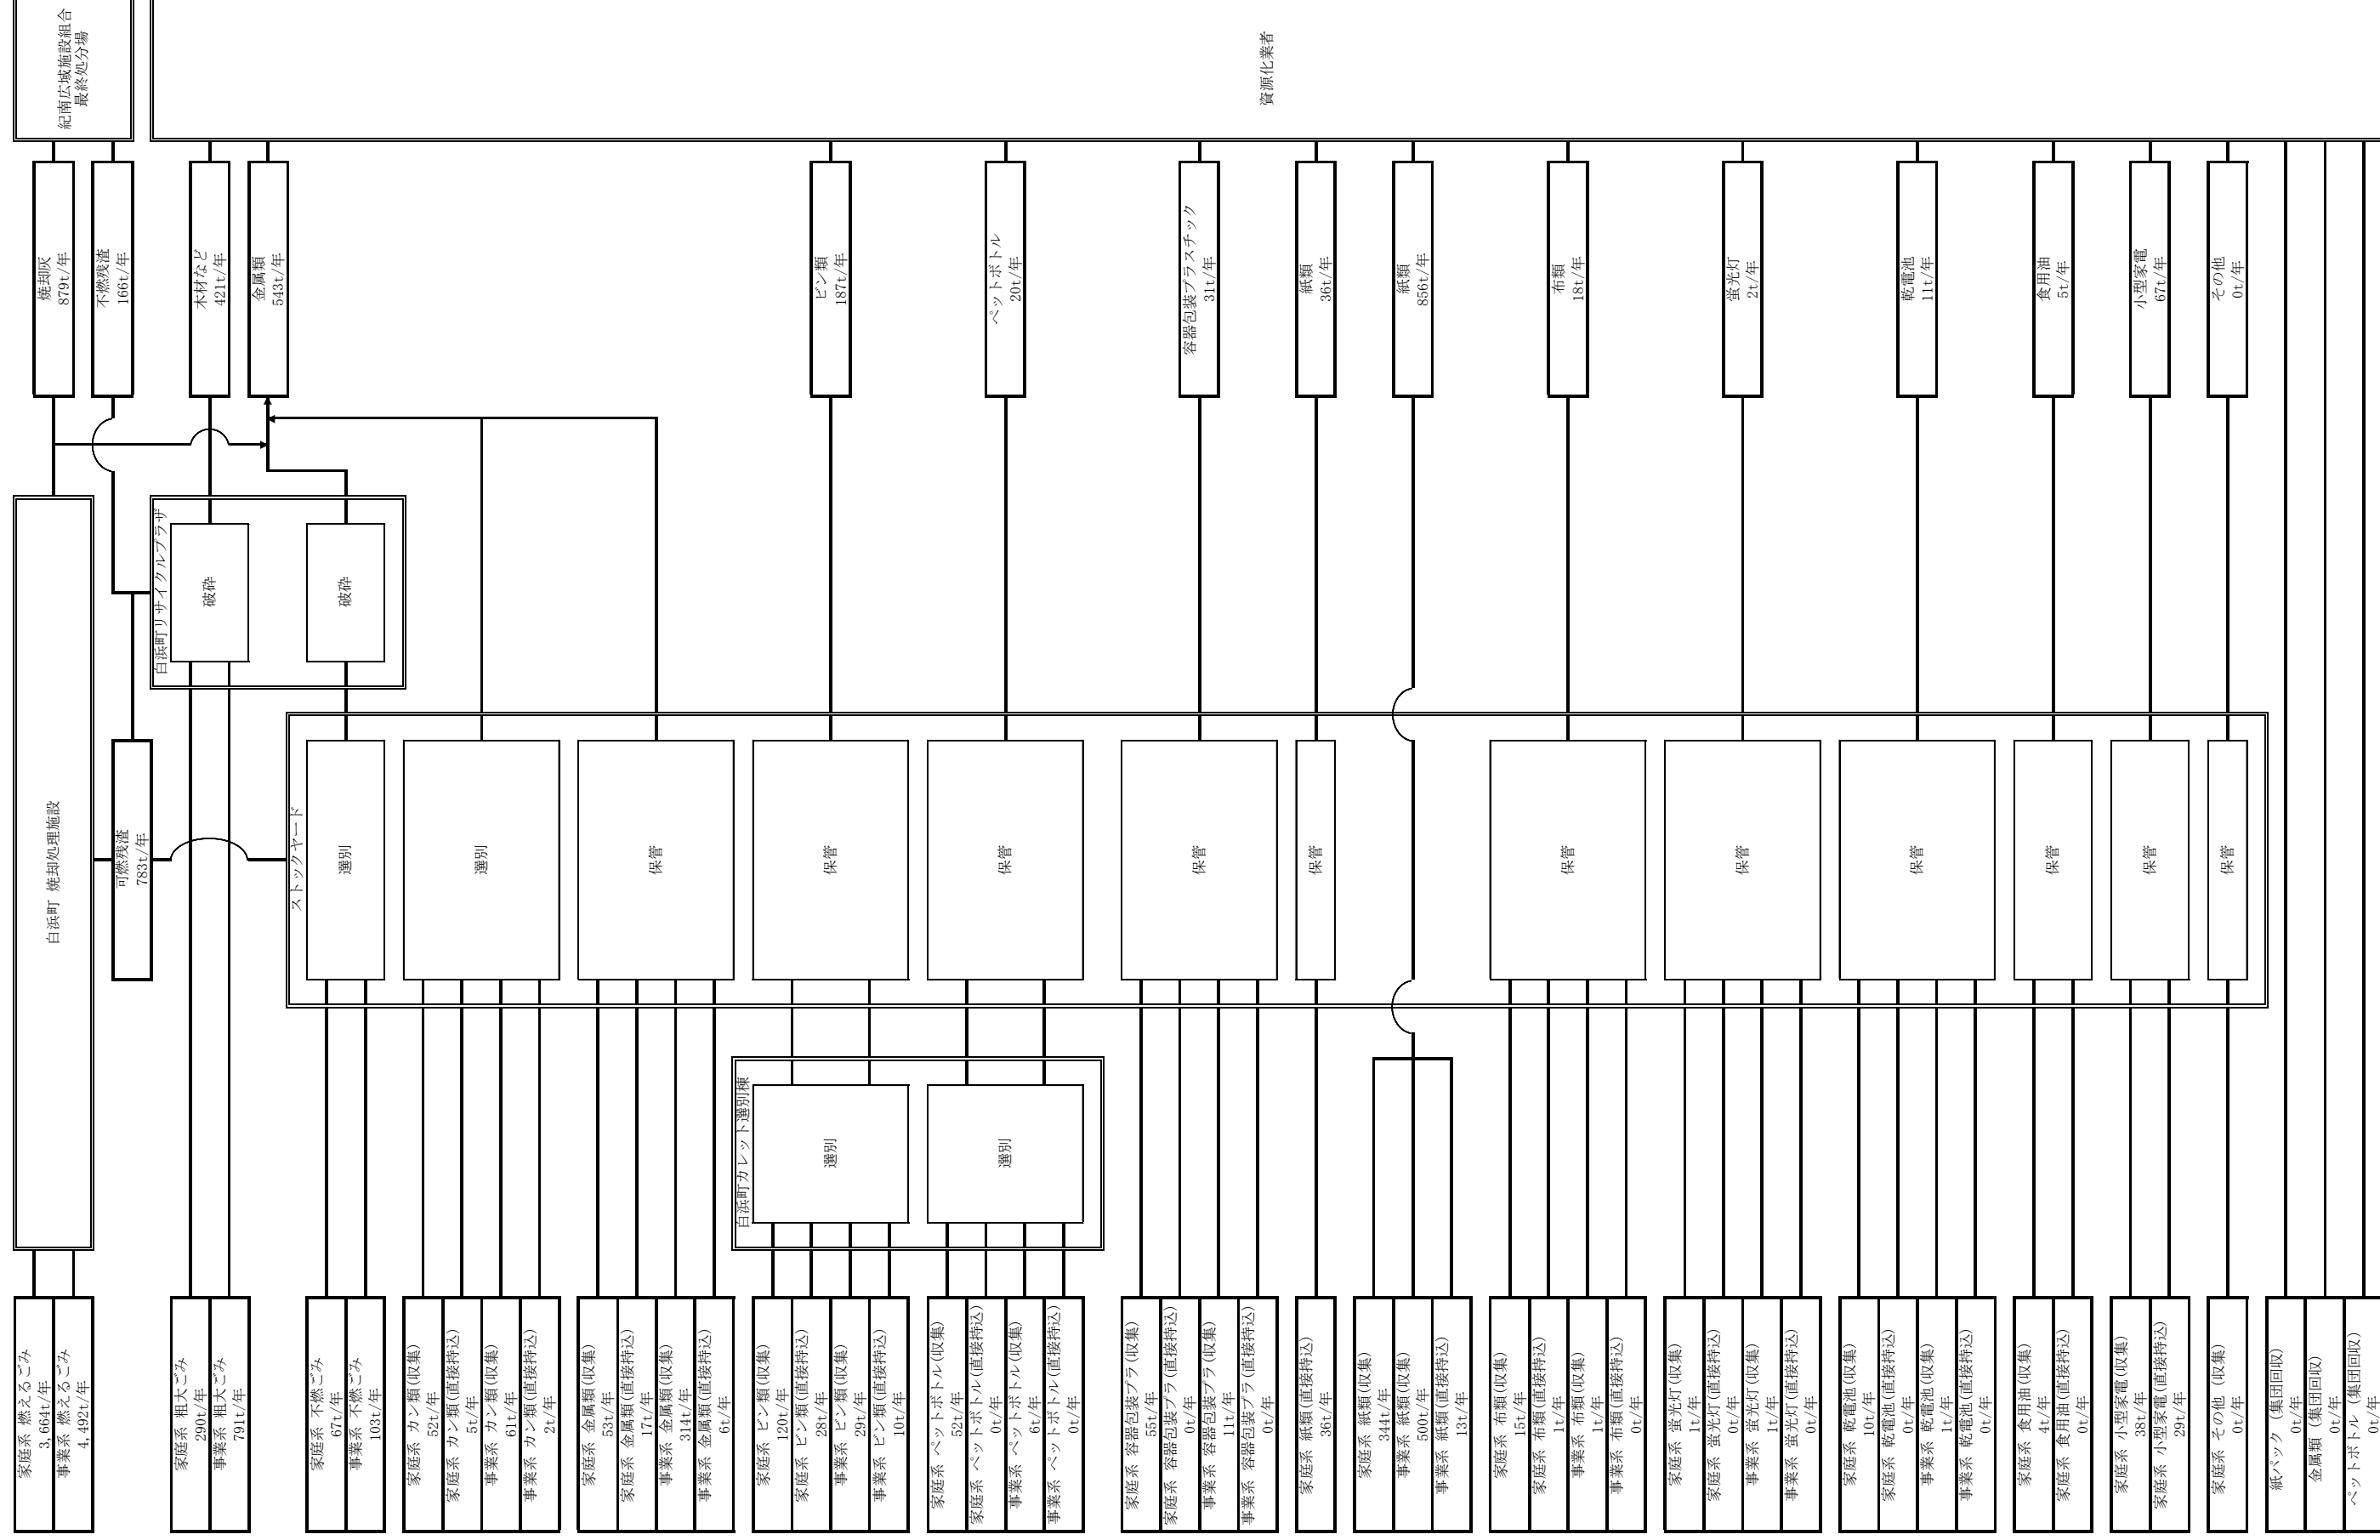 家庭系 燃えるごみ
3,664t/年
事業系 燃えるごみ
4,492t/年
家庭系 粗大ごみ
290t/年
事業系 粗大ごみ
791t/年
家庭系 不燃ごみ
67t/年
事業系 不燃ごみ
103t/年
家庭系 カン類(収集)
52t/年
家庭系 カン類(直接持込)
5t/年
事業系 カン類(収集)
61t/年
事業系 カン類(直接持込)
2t/年
家庭系 金属類(収集)
53t/年
家庭系 金属類(直接持込)
17t/年
事業系 金属類(収集)
314t/年
事業系 金属類(直接持込)
6t/年
家庭系 ビン類(収集)
120t/年
家庭系 ビン類(直接持込)
28t/年
事業系 ビン類(収集)
29t/年
事業系 ビン類(直接持込)
10t/年
家庭系 ペットボトル(収集)
52t/年
家庭系 ペットボトル(直接持込)
0t/年
事業系 ペットボトル(収集)
6t/年
事業系 ペットボトル(直接持込)
0t/年
家庭系 容器包装プラ(収集)
55t/年
家庭系 容器包装プラ(直接持込)
0t/年
事業系 容器包装プラ(収集)
11t/年
事業系 容器包装プラ(直接持込)
0t/年
家庭系 紙類(直接持込)
36t/年
家庭系 紙類(収集)
344t/年
事業系 紙類(収集)
500t/年
事業系 紙類(直接持込)
13t/年
家庭系 布類(収集)
15t/年
家庭系 布類(直接持込)
1t/年
事業系 布類(収集)
1t/年
事業系 布類(直接持込)
0t/年
家庭系 蛍光灯(収集)
1t/年
家庭系 蛍光灯(直接持込)
0t/年
事業系 蛍光灯(収集)
1t/年
事業系 蛍光灯(直接持込)
0t/年
家庭系 乾電池(収集)
10t/年
家庭系 乾電池(直接持込)
0t/年
事業系 乾電池(収集)
1t/年
事業系 乾電池(直接持込)
0t/年
家庭系 食用油(収集)
4t/年
家庭系 食用油(直接持込)
0t/年
家庭系 小型家電(収集)
38t/年
家庭系 小型家電(直接持込)
29t/年
家庭系 その他 (収集)
0t/年
紙パック (集団回収)
0t/年
金属類 (集団回収)
0t/年
ペットボトル (集団回収)
0t/年
白浜町カレット選別棟
選別
選別
白浜町 焼却処理施設
可燃残渣
783t/年
ストックヤード
選別
選別
保管
保管
保管
保管
保管
保管
保管
保管
保管
保管
保管
白浜町リサイクルプラザ
破砕
破砕
焼却灰
879t/年
不燃残渣
166t/年
木材など
421t/年
金属類
543t/年
ビン類
187t/年
ペットボトル
20t/年
容器包装プラスチック
31t/年
紙類
36t/年
紙類
856t/年
布類
18t/年
蛍光灯
2t/年
乾電池
11t/年
食用油
5t/年
小型家電
67t/年
その他
0t/年
紀南広域施設組合
最終処分場
資源化業者